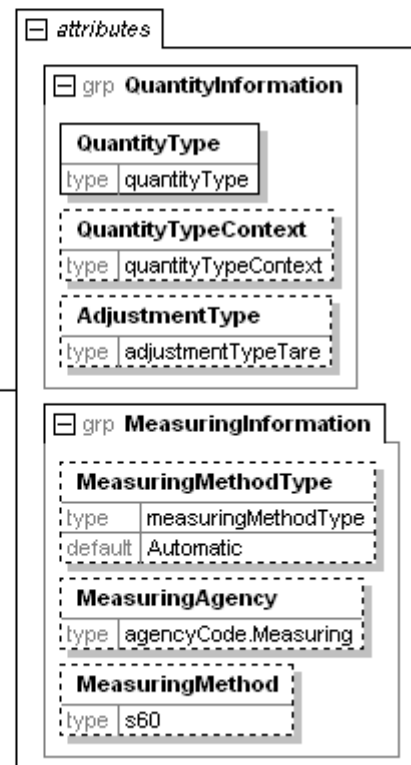 attributes
grp QuantityInformation
QuantityType
type quantityType
QuantityTypeContext
type quantityTypeContext
AdjustmentType
type adjustmentTypeTare
grp MeasuringInformation
MeasuringMethodType
type measuringMethodType
default Automatic
MeasuringAgency
type agencyCode.Measuring
MeasuringMethod
type s60